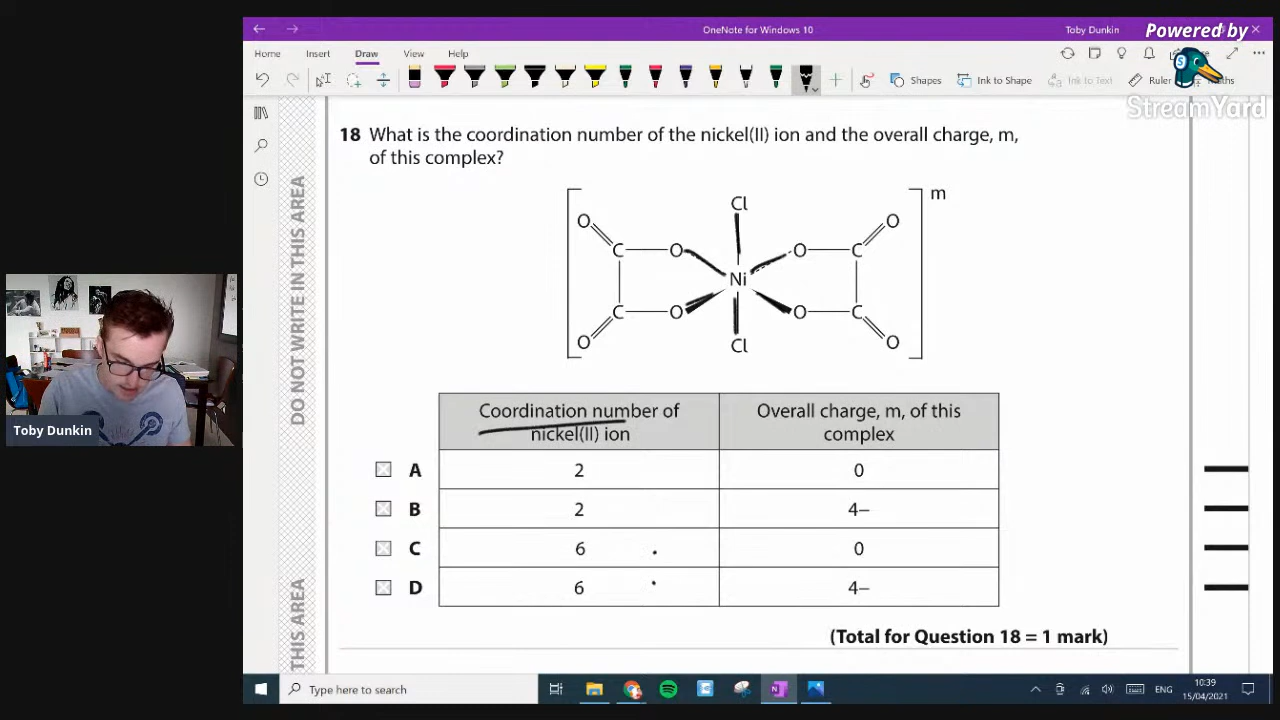 OneNote for Windows 10
Toby Dunkin
Powered by
StreamYard
Home Insert Draw View Help
Shapes Ink to Shape Ink to Text Ruler Maths
DO NOT WRITE IN THIS AREA
THIS AREA
18 What is the coordination number of the nickel(II) ion and the overall charge, m,
of this complex?
m
Cl
O O
C O O C
Ni
C O O C
O O
Cl
Coordination number of nickel(II) ion Overall charge, m, of this complex
A 2 0
B 2 4–
C 6 0
D 6 4–
(Total for Question 18 = 1 mark)
Toby Dunkin
Type here to search
ENG
10:39
15/04/2021